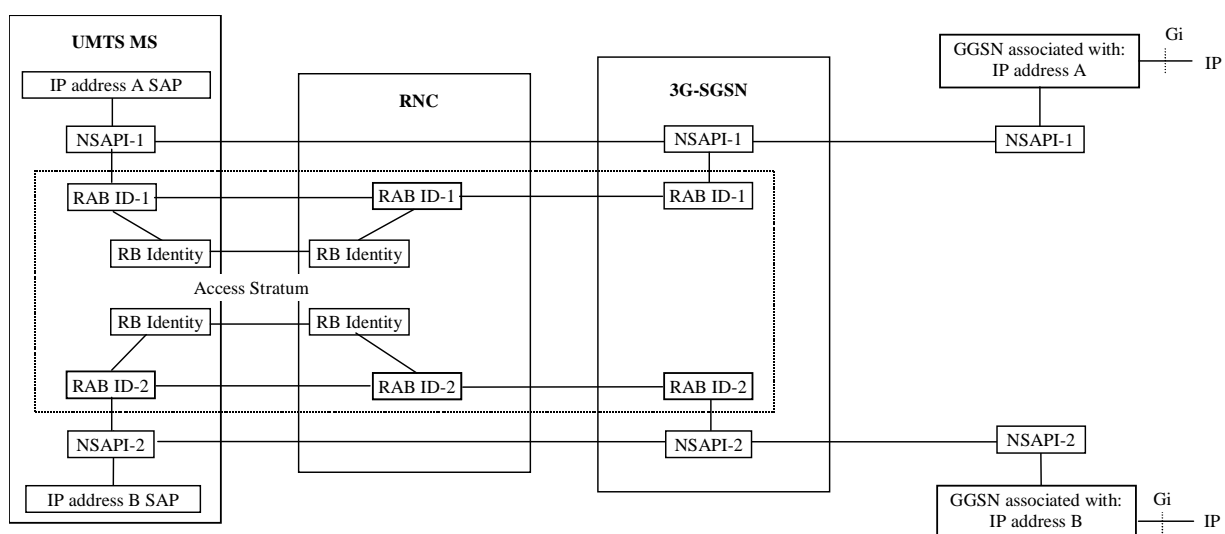 UMTS MS
IP address A SAP
NSAPI-1
RAB ID-1
RB Identity
RNC
RAB ID-1
RB Identity
3G-SGSN
NSAPI-1
RAB ID-1
GGSN associated with:
IP address A
Gi
IP
NSAPI-1
Access Stratum
RB Identity
RAB ID-2
NSAPI-2
IP address B SAP
RB Identity
RAB ID-2
RAB ID-2
NSAPI-2
NSAPI-2
GGSN associated with:
IP address B
Gi
IP